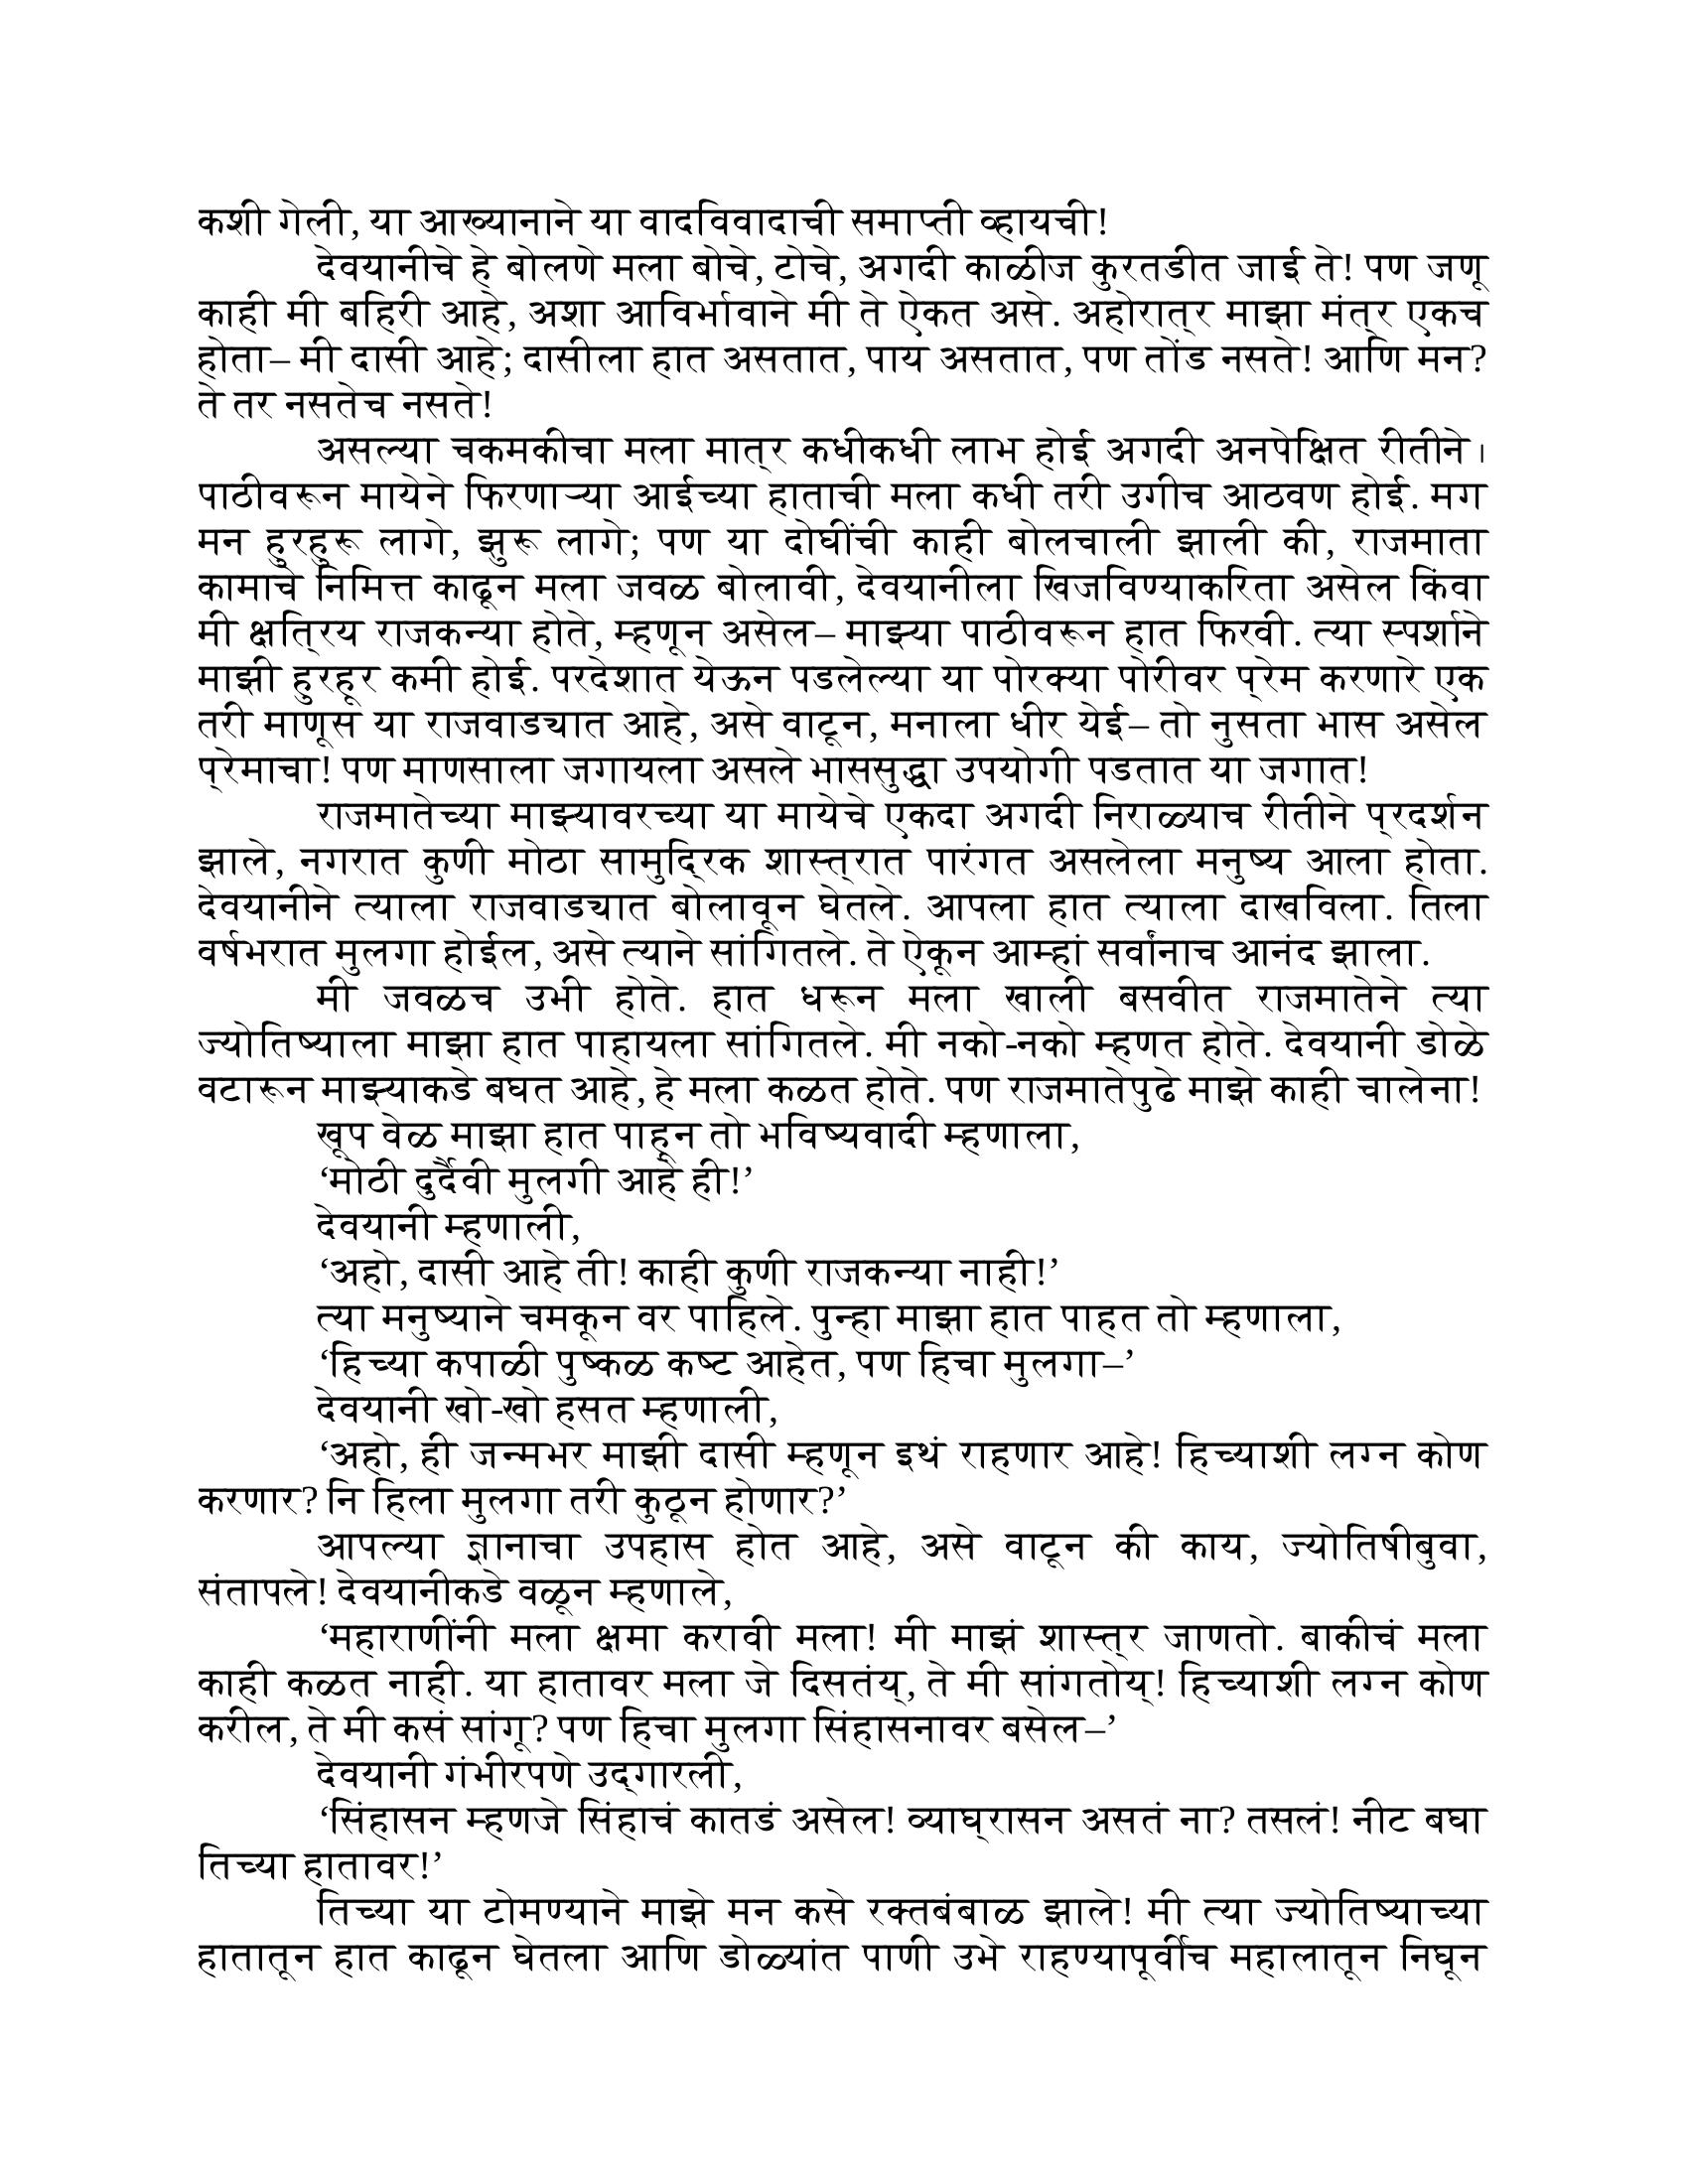 कशी गेली, या आख्यानाने या वादविवादाची समाप्ती व्हायची!
देवयानीचे हे बोलणे मला बोचे, टोचे, अगदी काळीज कुरतडीत जाई ते! पण जणू
काही मी बहिरी आहे, अशा आविर्भावाने मी ते ऐकत असे. अहोरात्र माझा मंत्र एकच
होता– मी दासी आहे; दासीला हात असतात, पाय असतात, पण तोंड नसते! आणि मन?
ते तर नसतेच नसते!
असल्या चकमकीचा मला मात्र कधीकधी लाभ होई अगदी अनपेक्षित रीतीने।
पाठीवरून मायेने फिरणाऱ्या आईच्या हाताची मला कधी तरी उगीच आठवण होई. मग
मन हुरहुरू लागे, झुरू लागे; पण या दोघींची काही बोलचाली झाली की, राजमाता
कामाचे निमित्त काढून मला जवळ बोलावी, देवयानीला खिजविण्याकरिता असेल किंवा
मी क्षत्रिय राजकन्या होते, म्हणून असेल– माझ्या पाठीवरून हात फिरवी. त्या स्पर्शाने
माझी हुरहूर कमी होई. परदेशात येऊन पडलेल्या या पोरक्या पोरीवर प्रेम करणारे एक
तरी माणूस या राजवाड्यात आहे, असे वाटून, मनाला धीर येई– तो नुसता भास असेल
प्रेमाचा! पण माणसाला जगायला असले भाससुद्धा उपयोगी पडतात या जगात!
राजमातेच्या माझ्यावरच्या या मायेचे एकदा अगदी निराळ्याच रीतीने प्रदर्शन
झाले, नगरात कुणी मोठा सामुद्रिक शास्त्रात पारंगत असलेला मनुष्य आला होता.
देवयानीने त्याला राजवाड्यात बोलावून घेतले. आपला हात त्याला दाखविला. तिला
वर्षभरात मुलगा होईल, असे त्याने सांगितले. ते ऐकून आम्हां सर्वांनाच आनंद झाला.
मी जवळच उभी होते. हात धरून मला खाली बसवीत राजमातेने त्या
ज्योतिष्याला माझा हात पाहायला सांगितले. मी नको-नको म्हणत होते. देवयानी डोळे
वटारून माझ्याकडे बघत आहे, हे मला कळत होते. पण राजमातेपुढे माझे काही चालेना!
खूप वेळ माझा हात पाहून तो भविष्यवादी म्हणाला,
‘मोठी दुर्दैवी मुलगी आहे ही!’
देवयानी म्हणाली,
‘अहो, दासी आहे ती! काही कुणी राजकन्या नाही!’
त्या मनुष्याने चमकून वर पाहिले. पुन्हा माझा हात पाहत तो म्हणाला,
‘हिच्या कपाळी पुष्कळ कष्ट आहेत, पण हिचा मुलगा–’
देवयानी खो-खो हसत म्हणाली,
‘अहो, ही जन्मभर माझी दासी म्हणून इथं राहणार आहे! हिच्याशी लग्न कोण
करणार? नि हिला मुलगा तरी कुठून होणार?’
आपल्या ज्ञानाचा उपहास होत आहे, असे वाटून की काय, ज्योतिषीबुवा,
संतापले! देवयानीकडे वळून म्हणाले,
‘महाराणींनी मला क्षमा करावी मला! मी माझं शास्त्र जाणतो. बाकीचं मला
काही कळत नाही. या हातावर मला जे दिसतंय्, ते मी सांगतोय्! हिच्याशी लग्न कोण
करील, ते मी कसं सांगू? पण हिचा मुलगा सिंहासनावर बसेल–’
देवयानी गंभीरपणे उद्‌गारली,
‘सिंहासन म्हणजे सिंहाचं कातडं असेल! व्याघ्रासन असतं ना? तसलं! नीट बघा
तिच्या हातावर!’
तिच्या या टोमण्याने माझे मन कसे रक्तबंबाळ झाले! मी त्या ज्योतिष्याच्या
हातातून हात काढून घेतला आणि डोळ्यांत पाणी उभे राहण्यापूर्वीच महालातून निघून